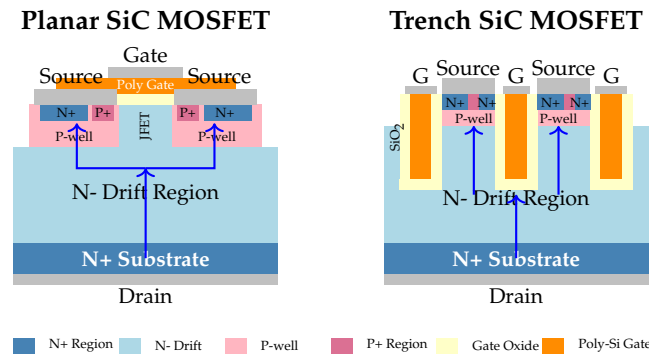 Planar SiC MOSFET
Trench SiC MOSFET
Gate
Source
Poly Gate
Source
N+ P+
JFET
P+ N+
P-well
P-well
N- Drift Region
N+ Substrate
Drain
G Source G Source G
SiO2
N+ N+
N+ N+
P-well
P-well
N- Drift Region
N+ Substrate
Drain
N+ Region N- Drift P-well P+ Region Gate Oxide Poly-Si Gate